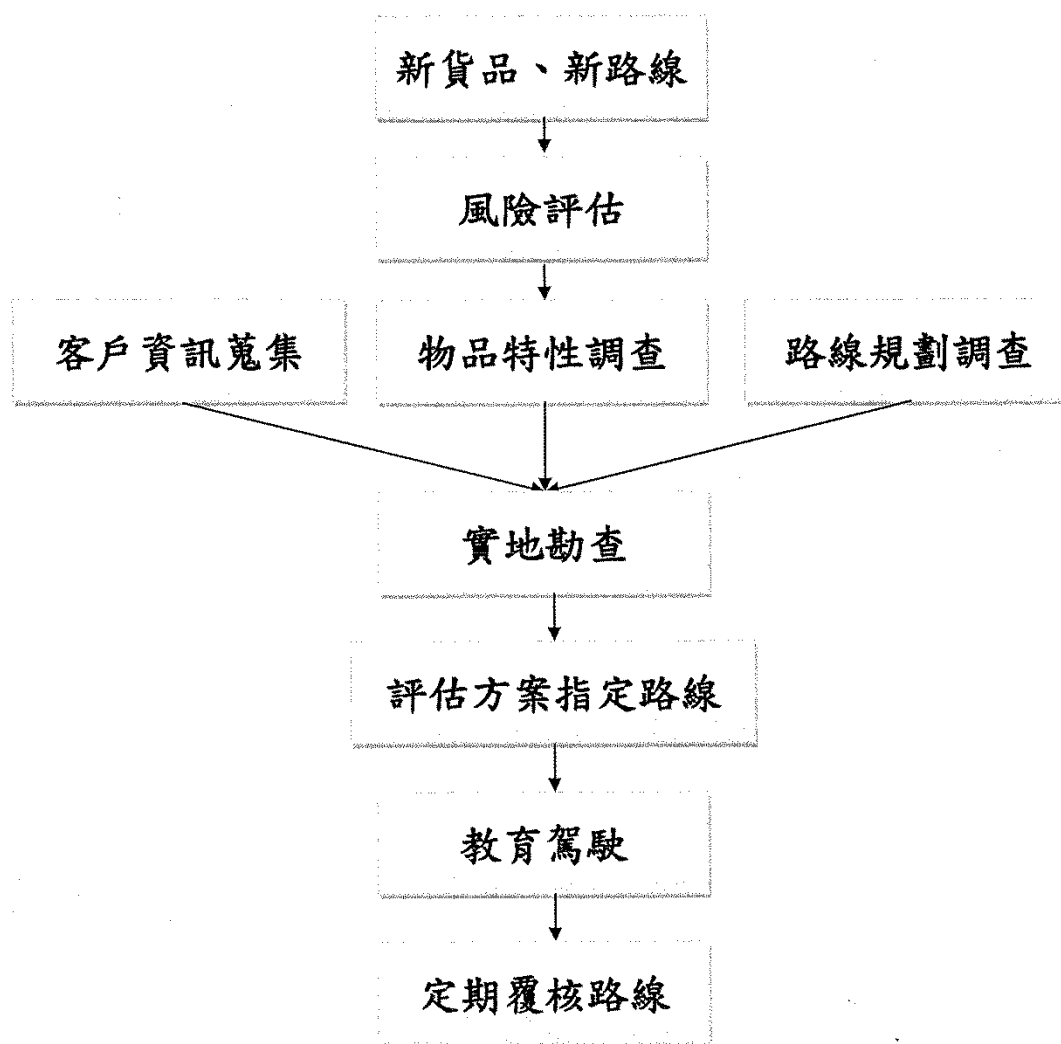 新貨品、新路線
風險評估
客戶資訊蒐集
物品特性調查
路線規劃調查
實地勘查
評估方案指定路線
教育駕駛
定期覆核路線